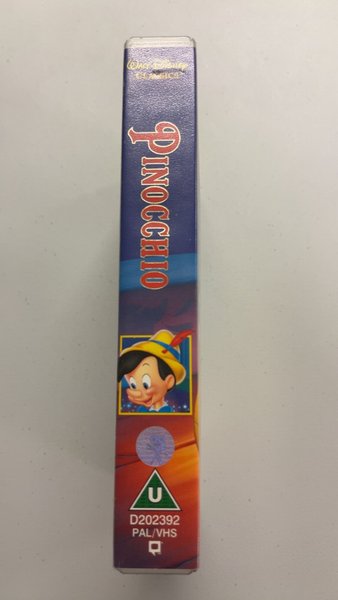 Walt Disney
CLASSICS
PINOCCHIO
U
D202392
PAL/VHS